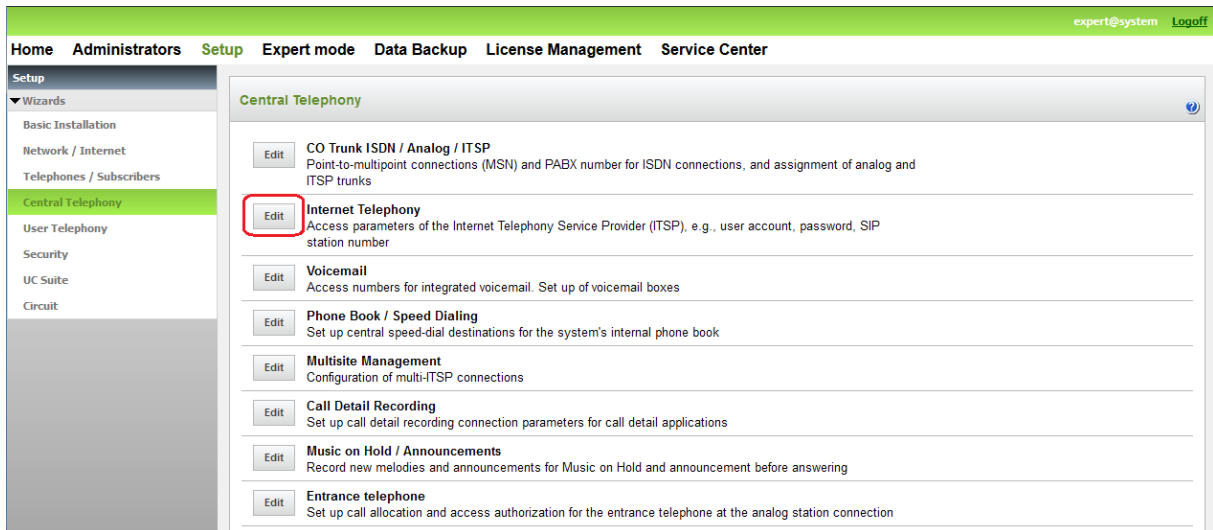 expert@system Logoff
Home Administrators Setup Expert mode Data Backup License Management Service Center
Setup
Wizards
Basic Installation
Network / Internet
Telephones / Subscribers
Central Telephony
User Telephony
Security
UC Suite
Circuit
Central Telephony
?
Edit
CO Trunk ISDN / Analog / ITSP
Point-to-multipoint connections (MSN) and PABX number for ISDN connections, and assignment of analog and
ITSP trunks
Edit
Internet Telephony
Access parameters of the Internet Telephony Service Provider (ITSP), e.g., user account, password, SIP
station number
Edit
Voicemail
Access numbers for integrated voicemail. Set up of voicemail boxes
Edit
Phone Book / Speed Dialing
Set up central speed-dial destinations for the system's internal phone book
Edit
Multisite Management
Configuration of multi-ITSP connections
Edit
Call Detail Recording
Set up call detail recording connection parameters for call detail applications
Edit
Music on Hold / Announcements
Record new melodies and announcements for Music on Hold and announcement before answering
Edit
Entrance telephone
Set up call allocation and access authorization for the entrance telephone at the analog station connection